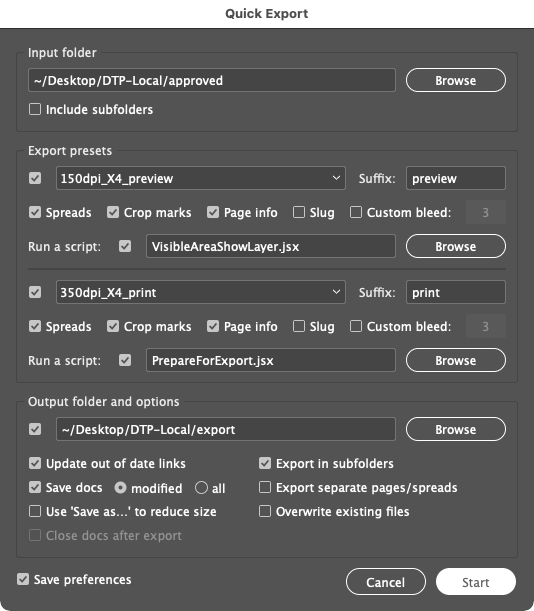 Quick Export
Input folder
~/Desktop/DTP-Local/approved Browse
Include subfolders
Export presets
150dpi_X4_preview Suffix: preview
Spreads Crop marks Page info Slug Custom bleed: 3
Run a script: VisibleAreaShowLayer.jsx Browse
350dpi_X4_print Suffix: print
Spreads Crop marks Page info Slug Custom bleed: 3
Run a script: PrepareForExport.jsx Browse
Output folder and options
~/Desktop/DTP-Local/export Browse
Update out of date links Export in subfolders
Save docs modified all Export separate pages/spreads
Use 'Save as...' to reduce size Overwrite existing files
Close docs after export
Save preferences Cancel Start